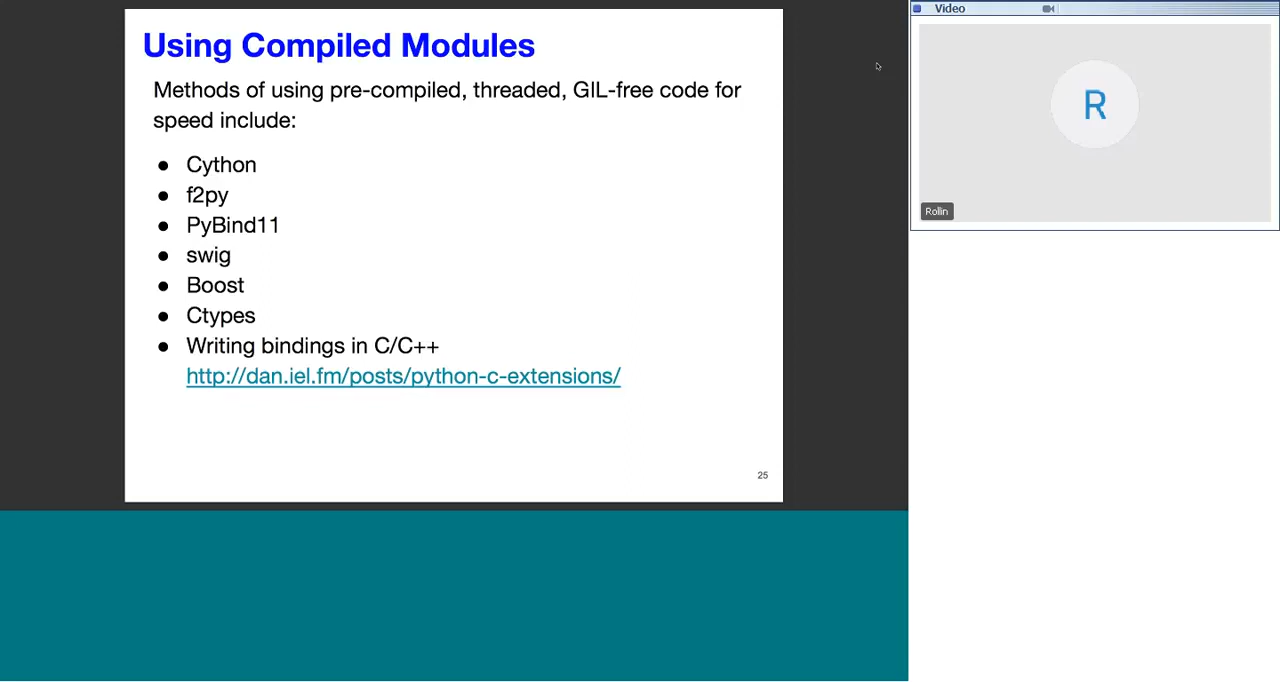 Using Compiled Modules
Methods of using pre-compiled, threaded, GIL-free code for
speed include:
● Cython
● f2py
● PyBind11
● swig
● Boost
● Ctypes
● Writing bindings in C/C++
http://dan.iel.fm/posts/python-c-extensions/
25
Video
R
Rolin